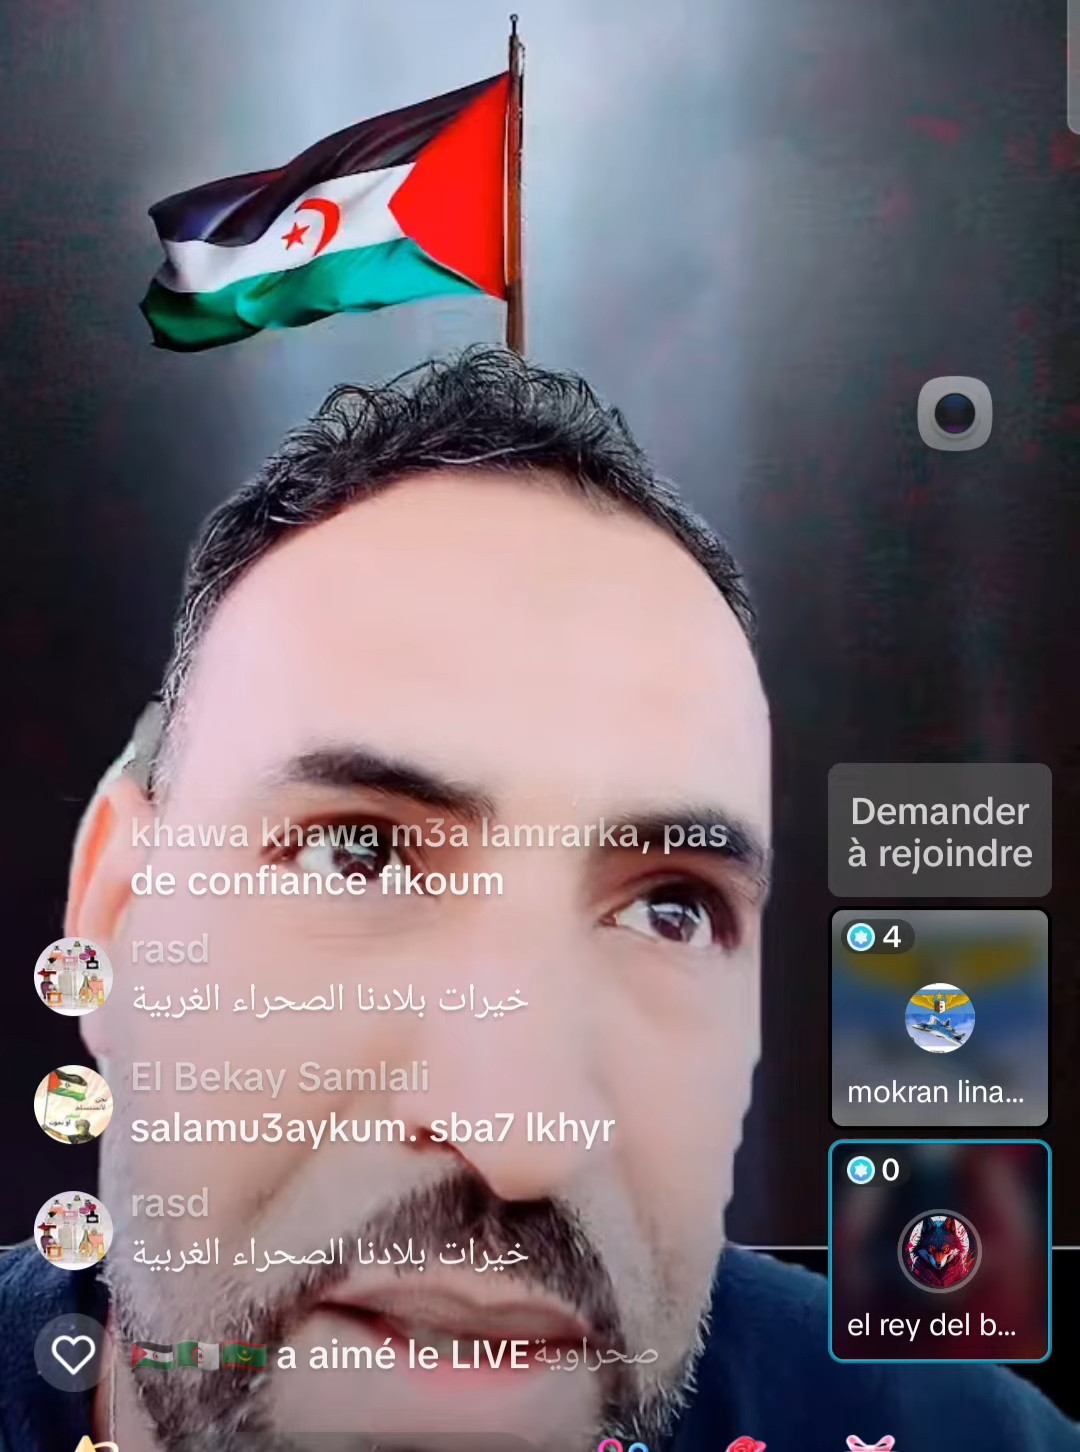 khawa khawa m3a lamrarka, pas
de confiance fikoum
rasd
خيرات بلادنا الصحراء الغربية
El Bekay Samlali
salamu3aykum. sba7 lkhyr
rasd
خيرات بلادنا الصحراء الغربية
a aimé le LIVE صحراوية
Demander
à rejoindre
4
mokran lina...
0
el rey del b...